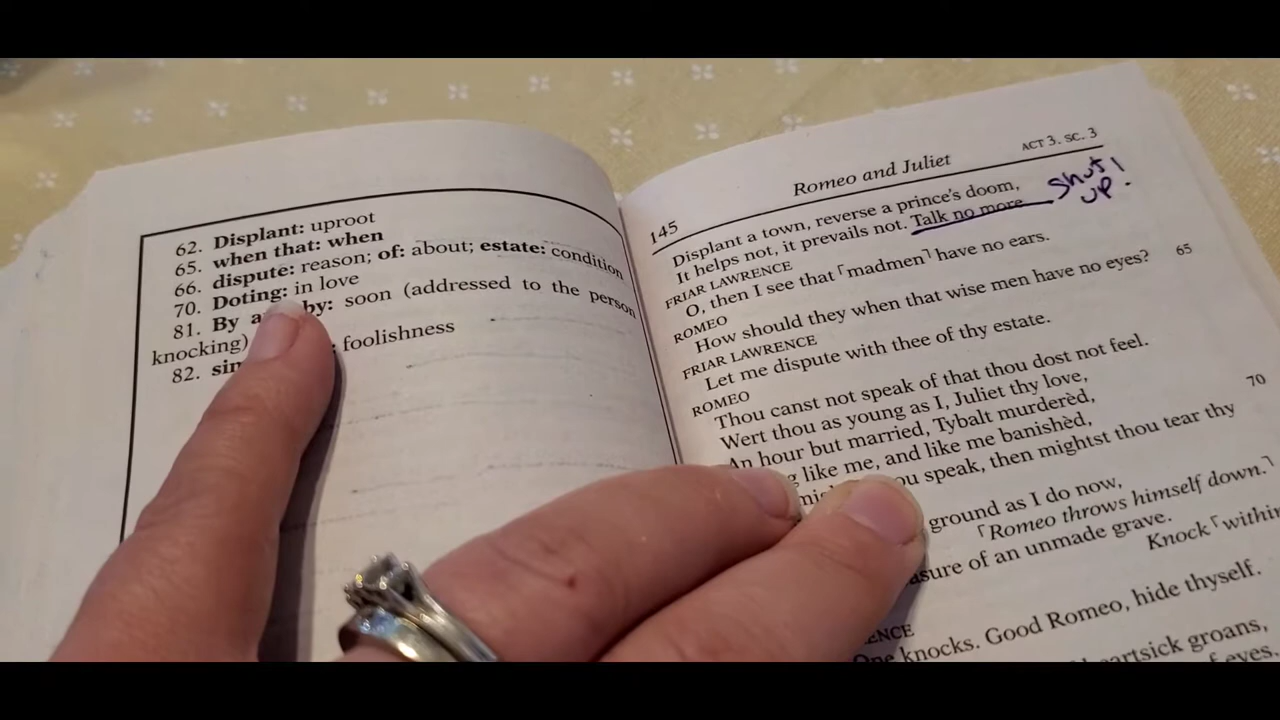 62. Displant: uproot
65. when that: when
66. dispute: reason; of: about; estate: condition
70. Doting: in love
81. By by: soon (addressed to the person
knocking)
82. foolishness
145 Romeo and Juliet ACT 3. SC. 3
Displant a town, reverse a prince's doom,
It helps not, it prevails not. Talk no more.
Shut
up!
FRIAR LAWRENCE
O, then I see that ⌜madmen⌝ have no ears.
ROMEO
How should they when that wise men have no eyes? 65
FRIAR LAWRENCE
Let me dispute with thee of thy estate.
ROMEO
Thou canst not speak of that thou dost not feel.
Wert thou as young as I, Juliet thy love,
An hour but married, Tybalt murderèd, 70
like me, and like me banishèd,
speak, then mightst thou tear thy
ground as I do now,
⌜Romeo throws himself down.⌝
of an unmade grave.
Knock ⌜within
One knocks. Good Romeo, hide thyself.
groans,
of eyes.